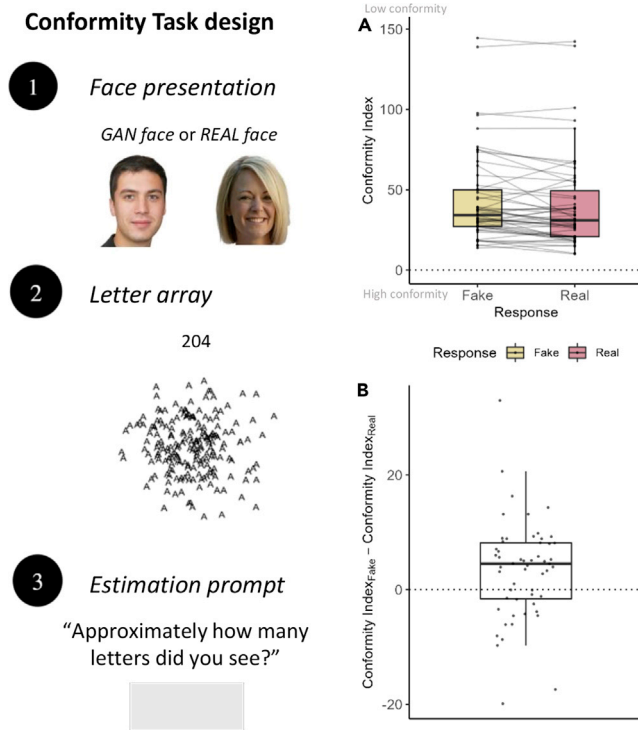 Conformity Task design
1
Face presentation
GAN face or REAL face
2
Letter array
204
3
Estimation prompt
“Approximately how many
letters did you see?”
A
Low conformity
150
100
50
0
Conformity Index
High conformity
Fake
Real
Response
Response
Fake
Real
B
20
0
-20
Conformity IndexFake − Conformity IndexReal